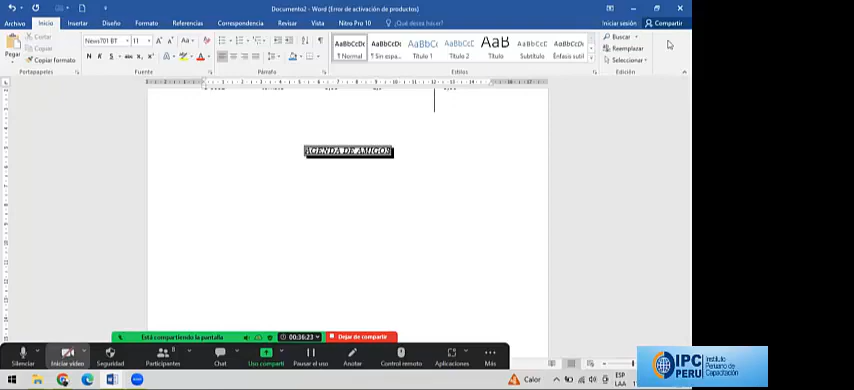 Documento2 - Word (Error de activación de productos)
Archivo Inicio Insertar Diseño Formato Referencias Correspondencia Revisar Vista Nitro Pro 10 ¿Qué desea hacer? Iniciar sesión Compartir
Pegar
Cortar
Copiar
Copiar formato
News701 BT 11
N K S
AaBbCcDc AaBbCcDc AaBbCc AaBbCcC AaB AaBbCcC AaBbCcDc
¶ Normal ¶ Sin espa... Título 1 Título 2 Título Subtítulo Énfasis sutil
Buscar
Reemplazar
Seleccionar
Portapapeles Fuente Párrafo Estilos Edición
AGENDA DE AMIGOS
Está compartiendo la pantalla 00:36:23 Dejar de compartir
Silenciar Iniciar video Seguridad Participantes Chat Uso comparti Pausar el uso Anotar Control remoto Aplicaciones Más
Calor
ESP
LAA
IPC
PERU
Instituto
Peruano de
Capacitación